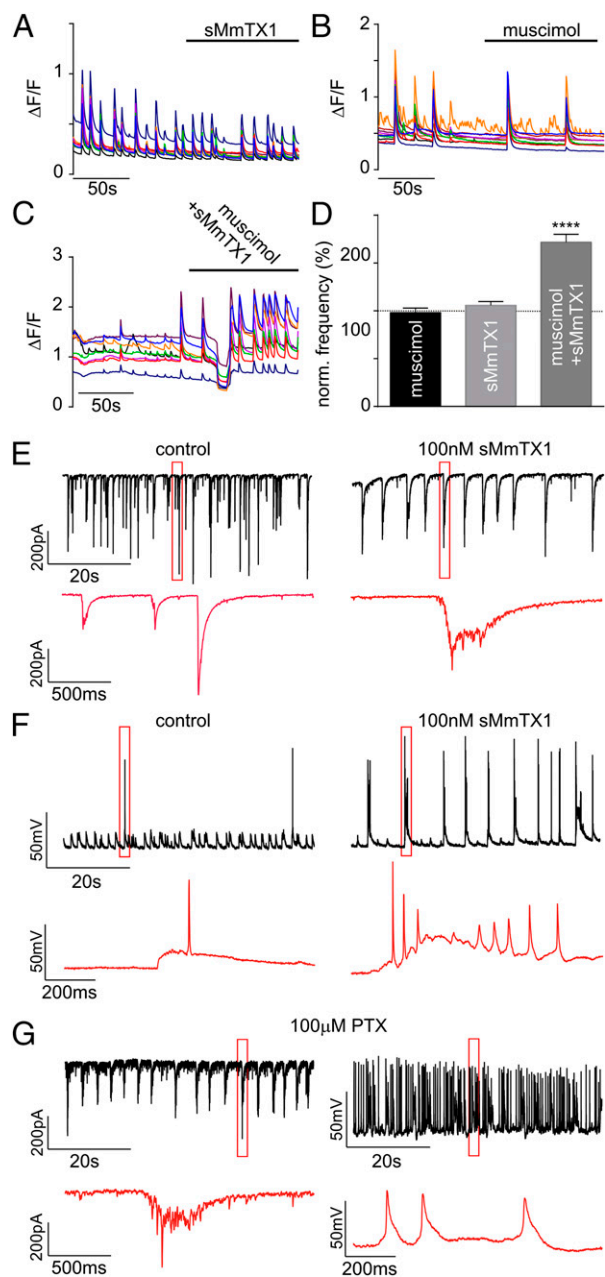 A
sMmTX1
ΔF/F
1
0
50s
B
muscimol
ΔF/F
2
1
0
50s
C
muscimol
+sMmTX1
ΔF/F
3
2
1
0
50s
D
****
norm. frequency (%)
200
100
muscimol
sMmTX1
muscimol
+sMmTX1
E
control
100nM sMmTX1
200pA
20s
200pA
500ms
F
control
100nM sMmTX1
50mV
20s
50mV
200ms
G
100µM PTX
200pA
20s
50mV
20s
200pA
500ms
50mV
200ms